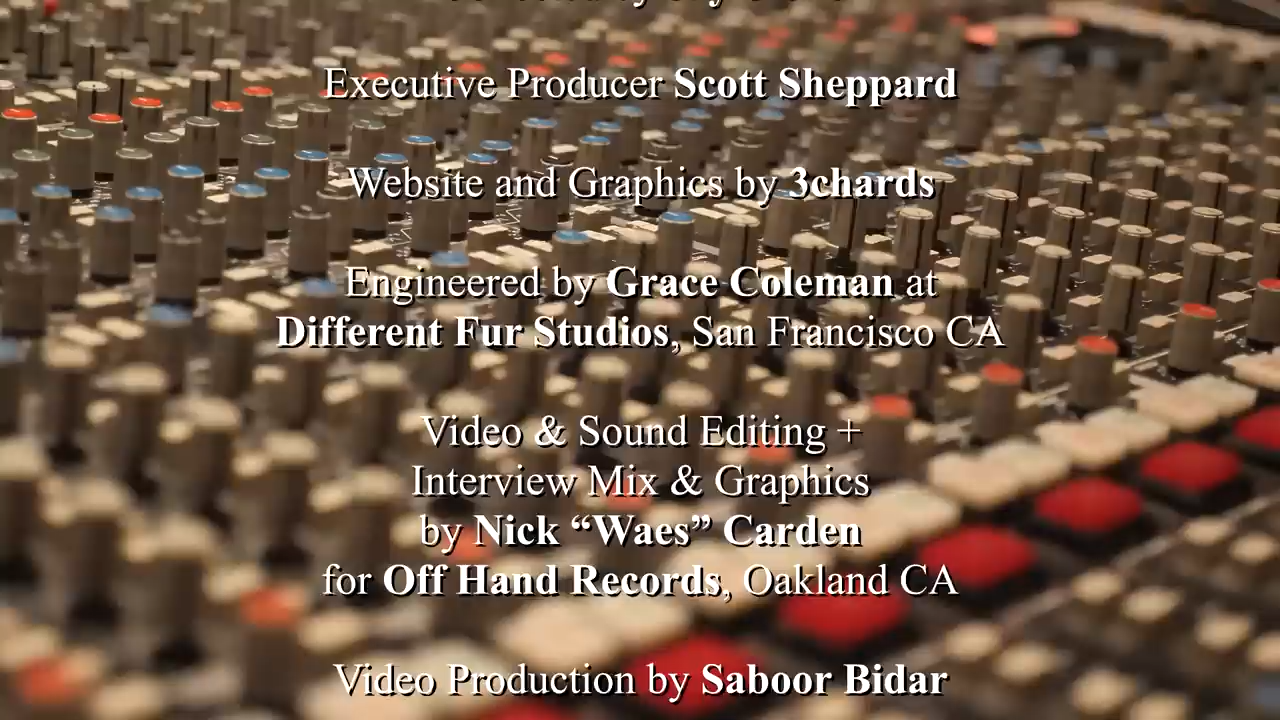 Executive Producer Scott Sheppard
Website and Graphics by 3chards
Engineered by Grace Coleman at
Different Fur Studios, San Francisco CA
Video & Sound Editing +
Interview Mix & Graphics
by Nick “Waes” Carden
for Off Hand Records, Oakland CA
Video Production by Saboor Bidar